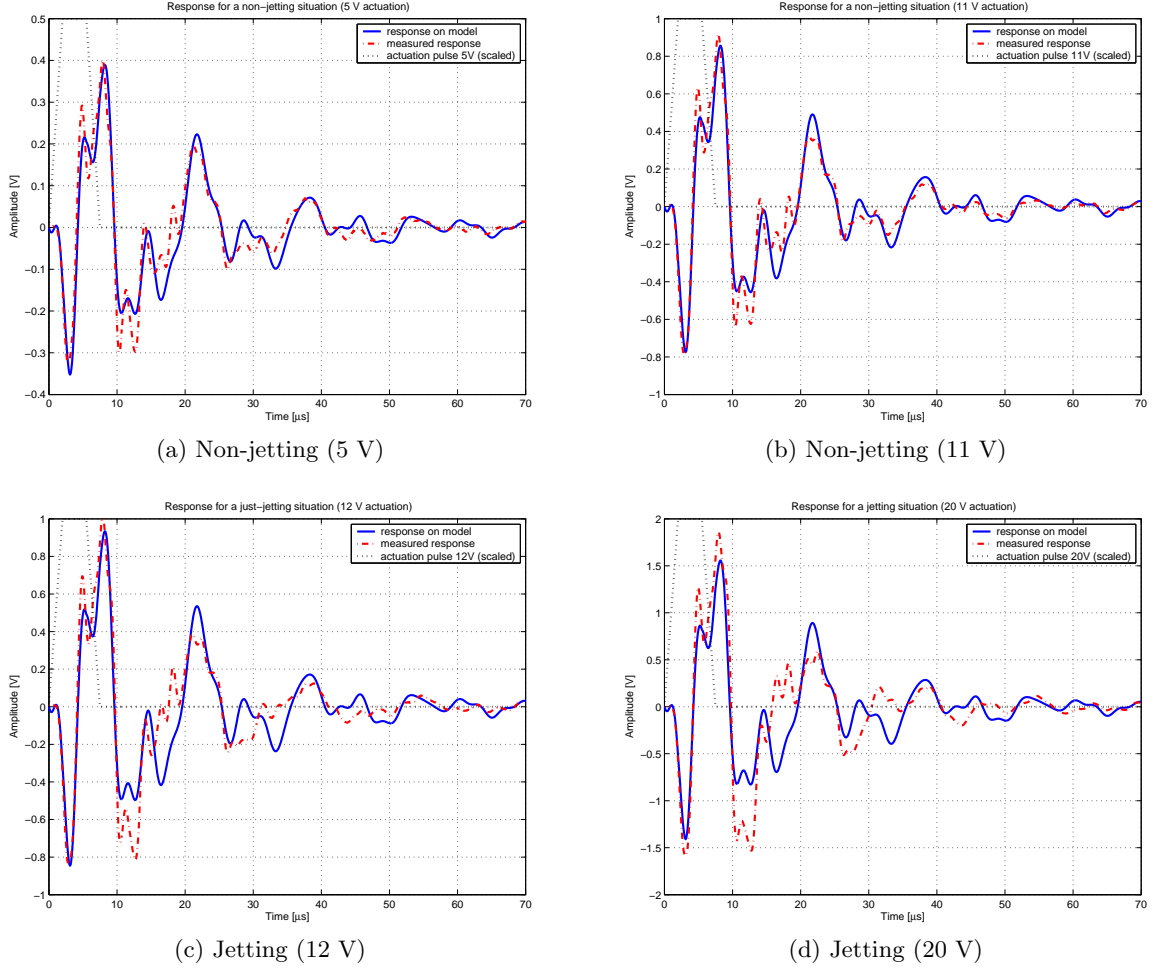 Response for a non-jetting situation (5 V actuation)
0.5
0.4
0.3
0.2
0.1
0
−0.1
−0.2
−0.3
0.4
Amplitude [V]
0 10 20 30 40 50 60 70
Time [μs]
response on model
measured response
actuation pulse 5V (scaled)
(a) Non-jetting (5 V)
Response for a non−jetting situation (11 V actuation)
1
0.8
0.6
0.4
0.2
0
−0.2
−0.4
−0.6
−0.8
1
Amplitude [V]
0 10 20 30 40 50 60 70
Time [μs]
response on model
measured response
actuation pulse 11V (scaled)
(b) Non-jetting (11 V)
Response for a just−jetting situation (12 V actuation)
1
0.8
0.6
0.4
0.2
0
−0.2
−0.4
−0.6
−0.8
−1
Amplitude [V]
0 10 20 30 40 50 60 70
Time [μs]
response on model
measured response
actuation pulse 12V (scaled)
(c) Jetting (12 V)
Response for a jetting situation (20 V actuation)
2
1.5
1
0.5
0
−0.5
−1
−1.5
−2
Amplitude [V]
0 10 20 30 40 50 60 70
Time [μs]
response on model
measured response
actuation pulse 20V (scaled)
(d) Jetting (20 V)